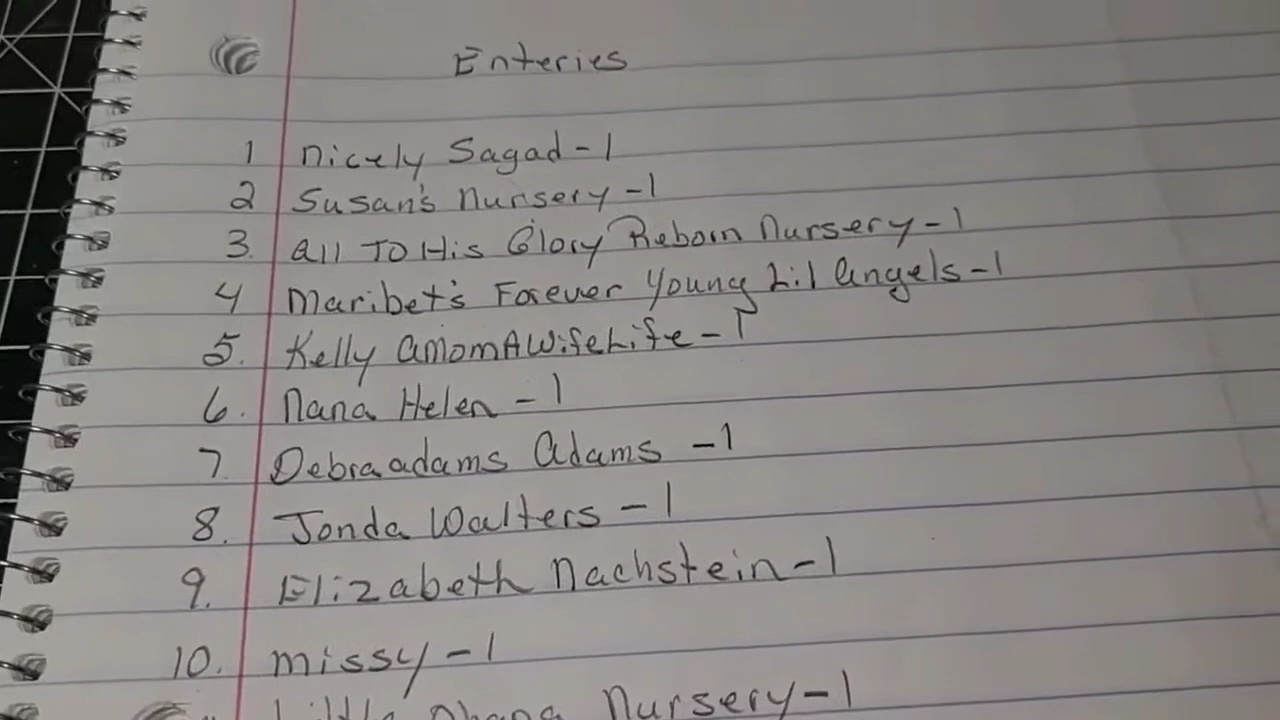 Enteries
1 Nicely Sagad-1
2 Susan's Nursery-1
3. All To His Glory Reborn Nursery-1
4 Maribet's Forever Young Lil Angels-1
5. Kelly AMomAWifeLife-1
6. Nana Helen-1
7. Debraadams Adams-1
8. Jonda Walters-1
9. Elizabeth Nachstein-1
10. Missy-1
Little Ohana Nursery-1